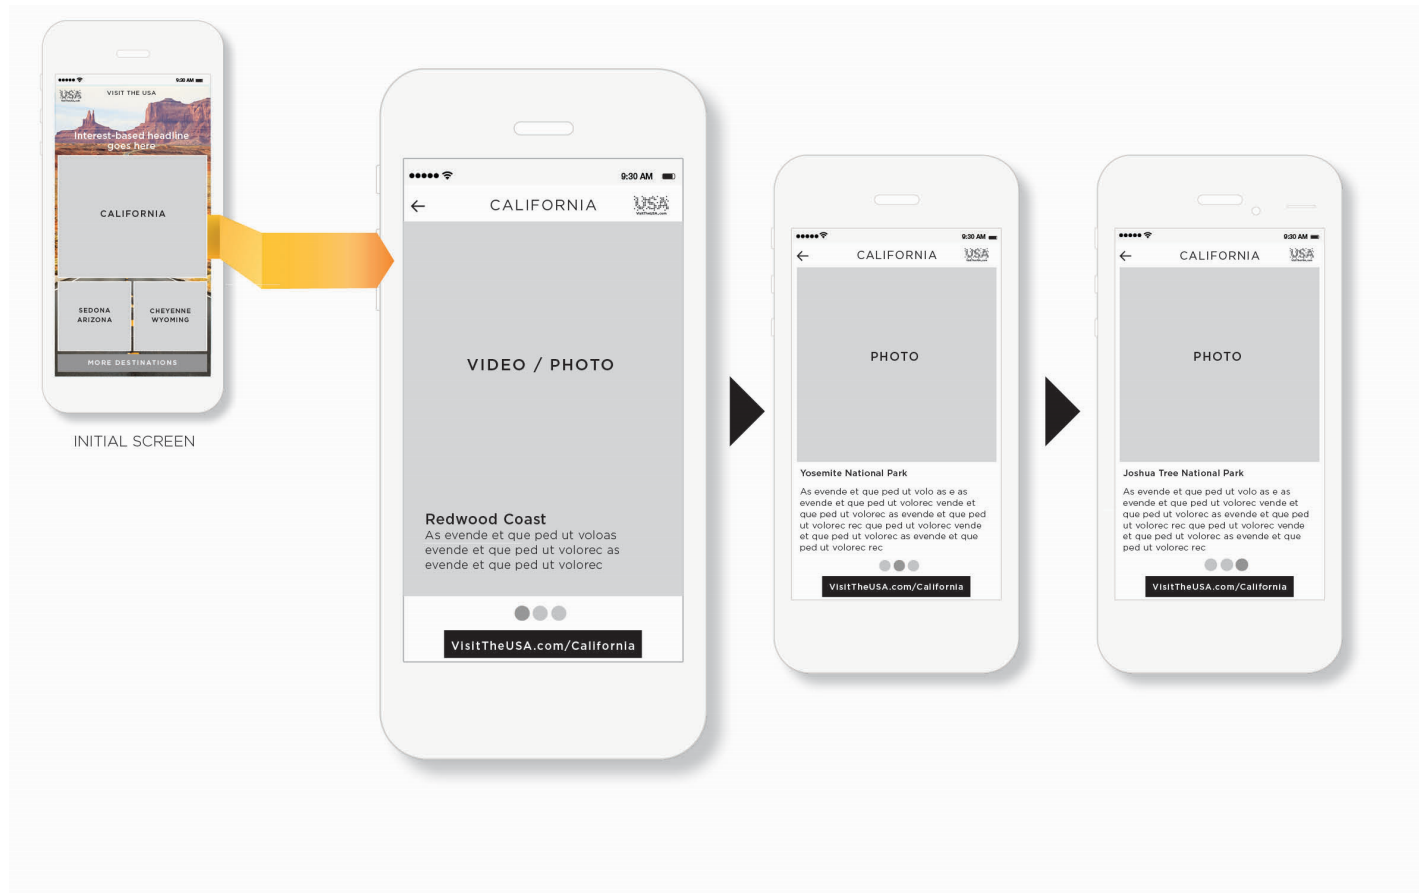 9:30 AM
USA
VisitTheUSA.com
VISIT THE USA
Interest-based headline
goes here
CALIFORNIA
SEDONA
ARIZONA
CHEYENNE
WYOMING
MORE DESTINATIONS
INITIAL SCREEN
9:30 AM
CALIFORNIA
USA
VisitTheUSA.com
VIDEO / PHOTO
Redwood Coast
As evende et que ped ut voloas
evende et que ped ut volorec as
evende et que ped ut volorec
VisitTheUSA.com/California
9:30 AM
CALIFORNIA
USA
VisitTheUSA.com
PHOTO
Yosemite National Park
As evende et que ped ut volo as e as
evende et que ped ut volorec vende et
que ped ut volorec as evende et que ped
ut volorec rec que ped ut volorec vende
et que ped ut volorec as evende et que
ped ut volorec rec
VisitTheUSA.com/California
9:30 AM
CALIFORNIA
USA
VisitTheUSA.com
PHOTO
Joshua Tree National Park
As evende et que ped ut volo as e as
evende et que ped ut volorec vende et
que ped ut volorec as evende et que ped
ut volorec rec que ped ut volorec vende
et que ped ut volorec as evende et que
ped ut volorec rec
VisitTheUSA.com/California